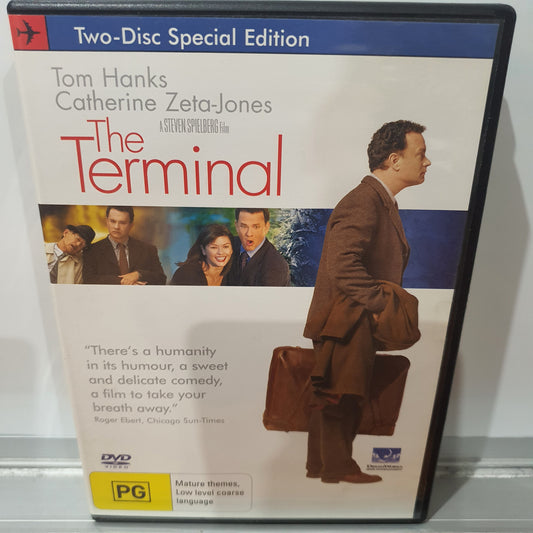 Two-Disc Special Edition
Tom Hanks
Catherine Zeta-Jones
A STEVEN SPIELBERG Film
The
Terminal
“There's a humanity
in its humour, a sweet
and delicate comedy,
a film to take your
breath away.”
Roger Ebert, Chicago Sun-Times
DVD
VIDEO
PG
Mature themes,
Low level coarse
language
DREAMWORKS